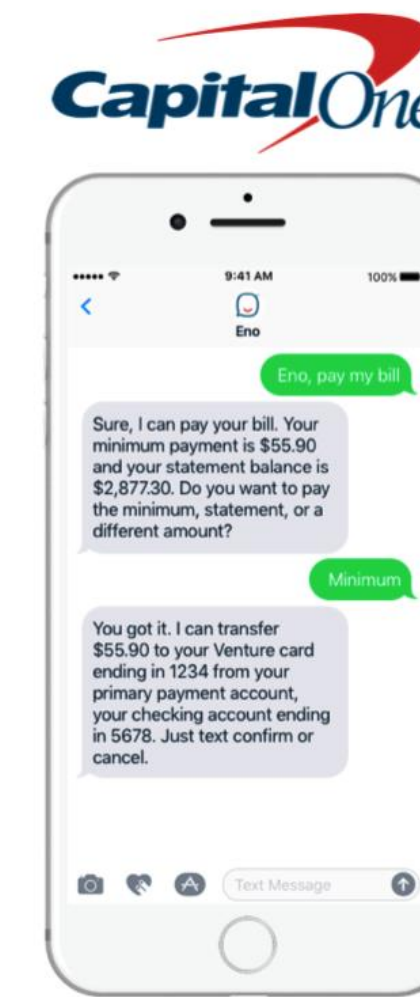 Capital One
9:41 AM
100%
Eno
Eno, pay my bill
Sure, I can pay your bill. Your
minimum payment is $55.90
and your statement balance is
$2,877.30. Do you want to pay
the minimum, statement, or a
different amount?
Minimum
You got it. I can transfer
$55.90 to your Venture card
ending in 1234 from your
primary payment account,
your checking account ending
in 5678. Just text confirm or
cancel.
Text Message